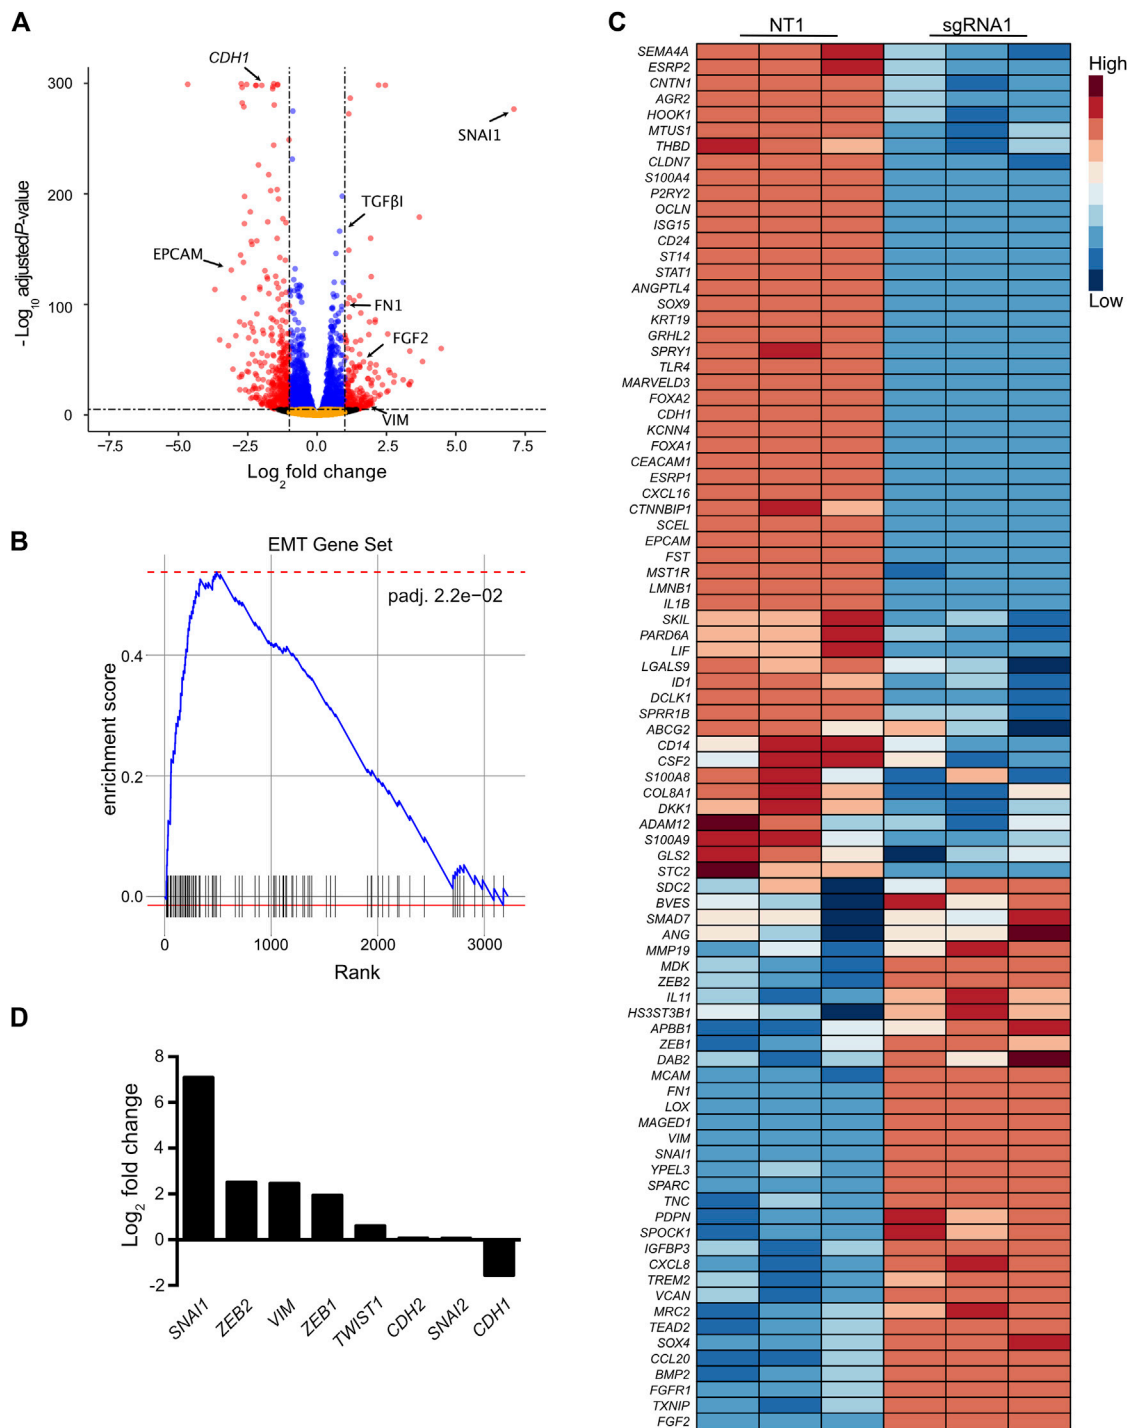 A
CDH1
300
SNAI1
200
TGFβI
EPCAM
100
FN1
FGF2
0
VIM
−7.5
−5.0
−2.5
0.0
2.5
5.0
7.5
Log2 fold change
- Log10 adjusted P-value
B
EMT Gene Set
padj. 2.2e−02
0.4
0.2
0.0
enrichment score
0
1000
2000
3000
Rank
D
8
6
4
2
0
-2
Log2 fold change
SNAI1
ZEB2
VIM
ZEB1
TWIST1
CDH2
SNAI2
CDH1
C
NT1
sgRNA1
High
Low
SEMA4A
ESRP2
CNTN1
AGR2
HOOK1
MTUS1
THBD
CLDN7
S100A4
P2RY2
OCLN
ISG15
CD24
ST14
STAT1
ANGPTL4
SOX9
KRT19
GRHL2
SPRY1
TLR4
MARVELD3
FOXA2
CDH1
KCNN4
FOXA1
CEACAM1
ESRP1
CXCL16
CTNNBIP1
SCEL
EPCAM
FST
MST1R
LMNB1
IL1B
SKIL
PARD6A
LIF
LGALS9
ID1
DCLK1
SPRR1B
ABCG2
CD14
CSF2
S100A8
COL8A1
DKK1
ADAM12
S100A9
GLS2
STC2
SDC2
BVES
SMAD7
ANG
MMP19
MDK
ZEB2
IL11
HS3ST3B1
APBB1
ZEB1
DAB2
MCAM
FN1
LOX
MAGED1
VIM
SNAI1
YPEL3
SPARC
TNC
PDPN
SPOCK1
IGFBP3
CXCL8
TREM2
VCAN
MRC2
TEAD2
SOX4
CCL20
BMP2
FGFR1
TXNIP
FGF2